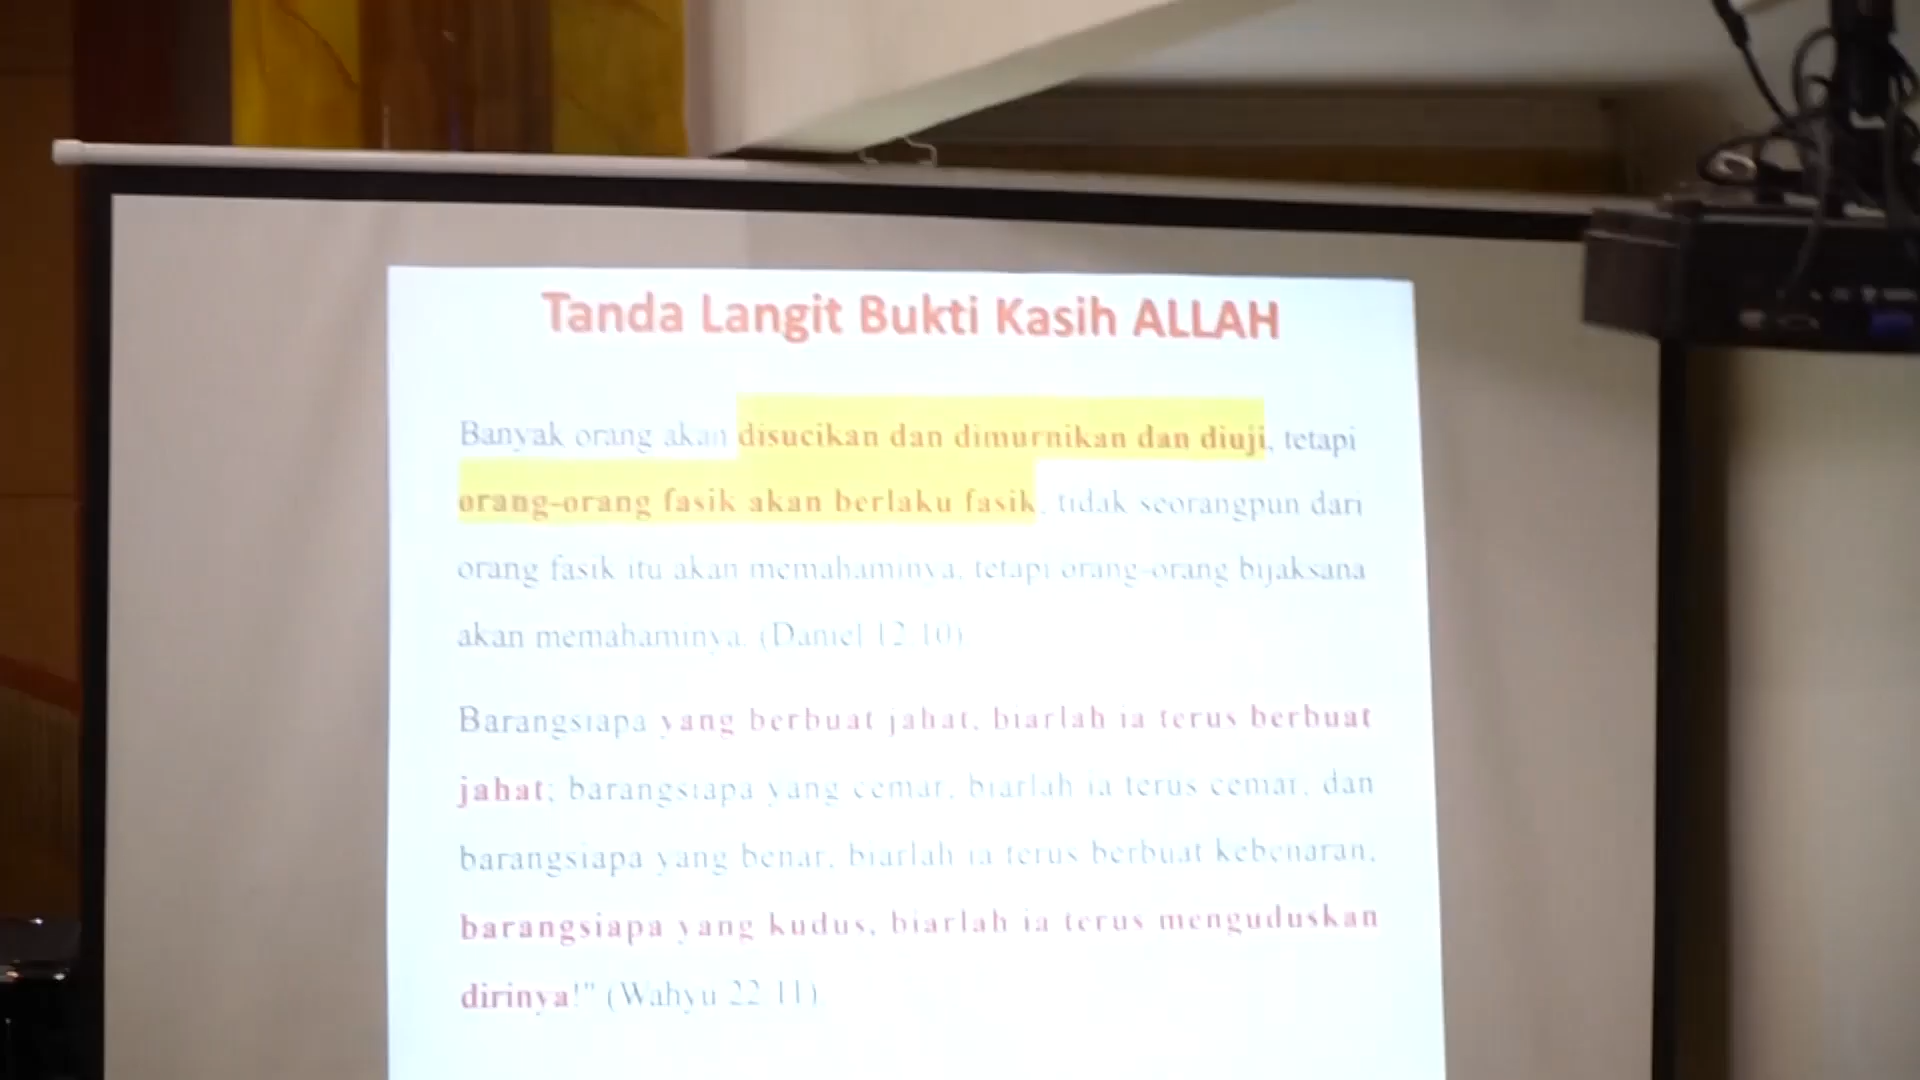 Tanda Langit Bukti Kasih ALLAH
Banyak orang akan disucikan dan dimurnikan dan diuji, tetapi
orang-orang fasik akan berlaku fasik, tidak seorangpun dari
orang fasik itu akan memahaminya, tetapi orang-orang bijaksana
akan memahaminya. (Daniel 12:10)
Barangsiapa yang berbuat jahat, biarlah ia terus berbuat
jahat; barangsiapa yang cemar, biarlah ia terus cemar, dan
barangsiapa yang benar, biarlah ia terus berbuat kebenaran,
barangsiapa yang kudus, biarlah ia terus menguduskan
dirinya!" (Wahyu 22:11)